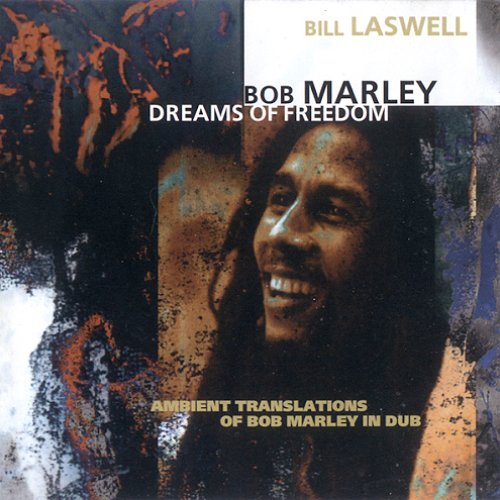 BILL LASWELL
BOB MARLEY
DREAMS OF FREEDOM
AMBIENT TRANSLATIONS
OF BOB MARLEY IN DUB